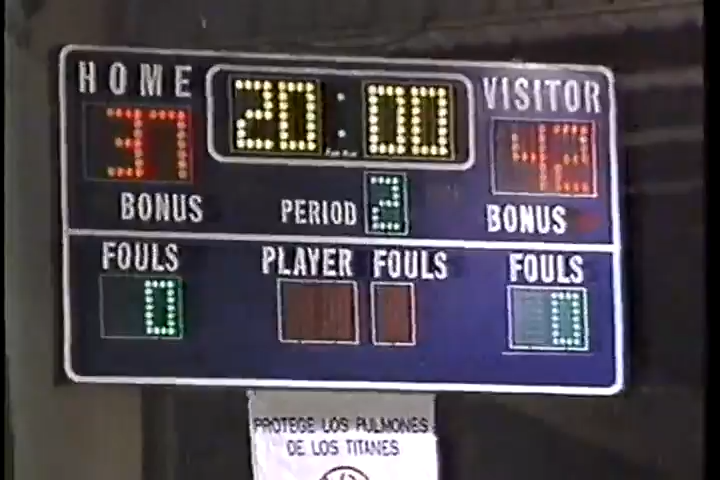 HOME 20:00 VISITOR
37 42
BONUS PERIOD 2 BONUS
FOULS PLAYER FOULS FOULS
0 0
PROTEGE LOS PULMONES
DE LOS TITANES